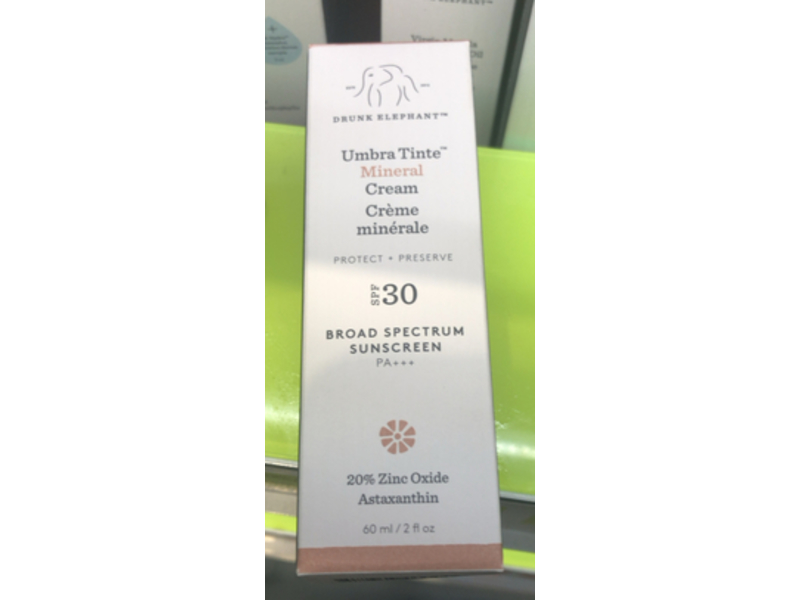 DRUNK ELEPHANT™
Umbra Tinte™
Mineral
Cream
Crème
minérale
PROTECT + PRESERVE
SPF 30
BROAD SPECTRUM
SUNSCREEN
PA+++
20% Zinc Oxide
Astaxanthin
60 ml / 2 fl oz